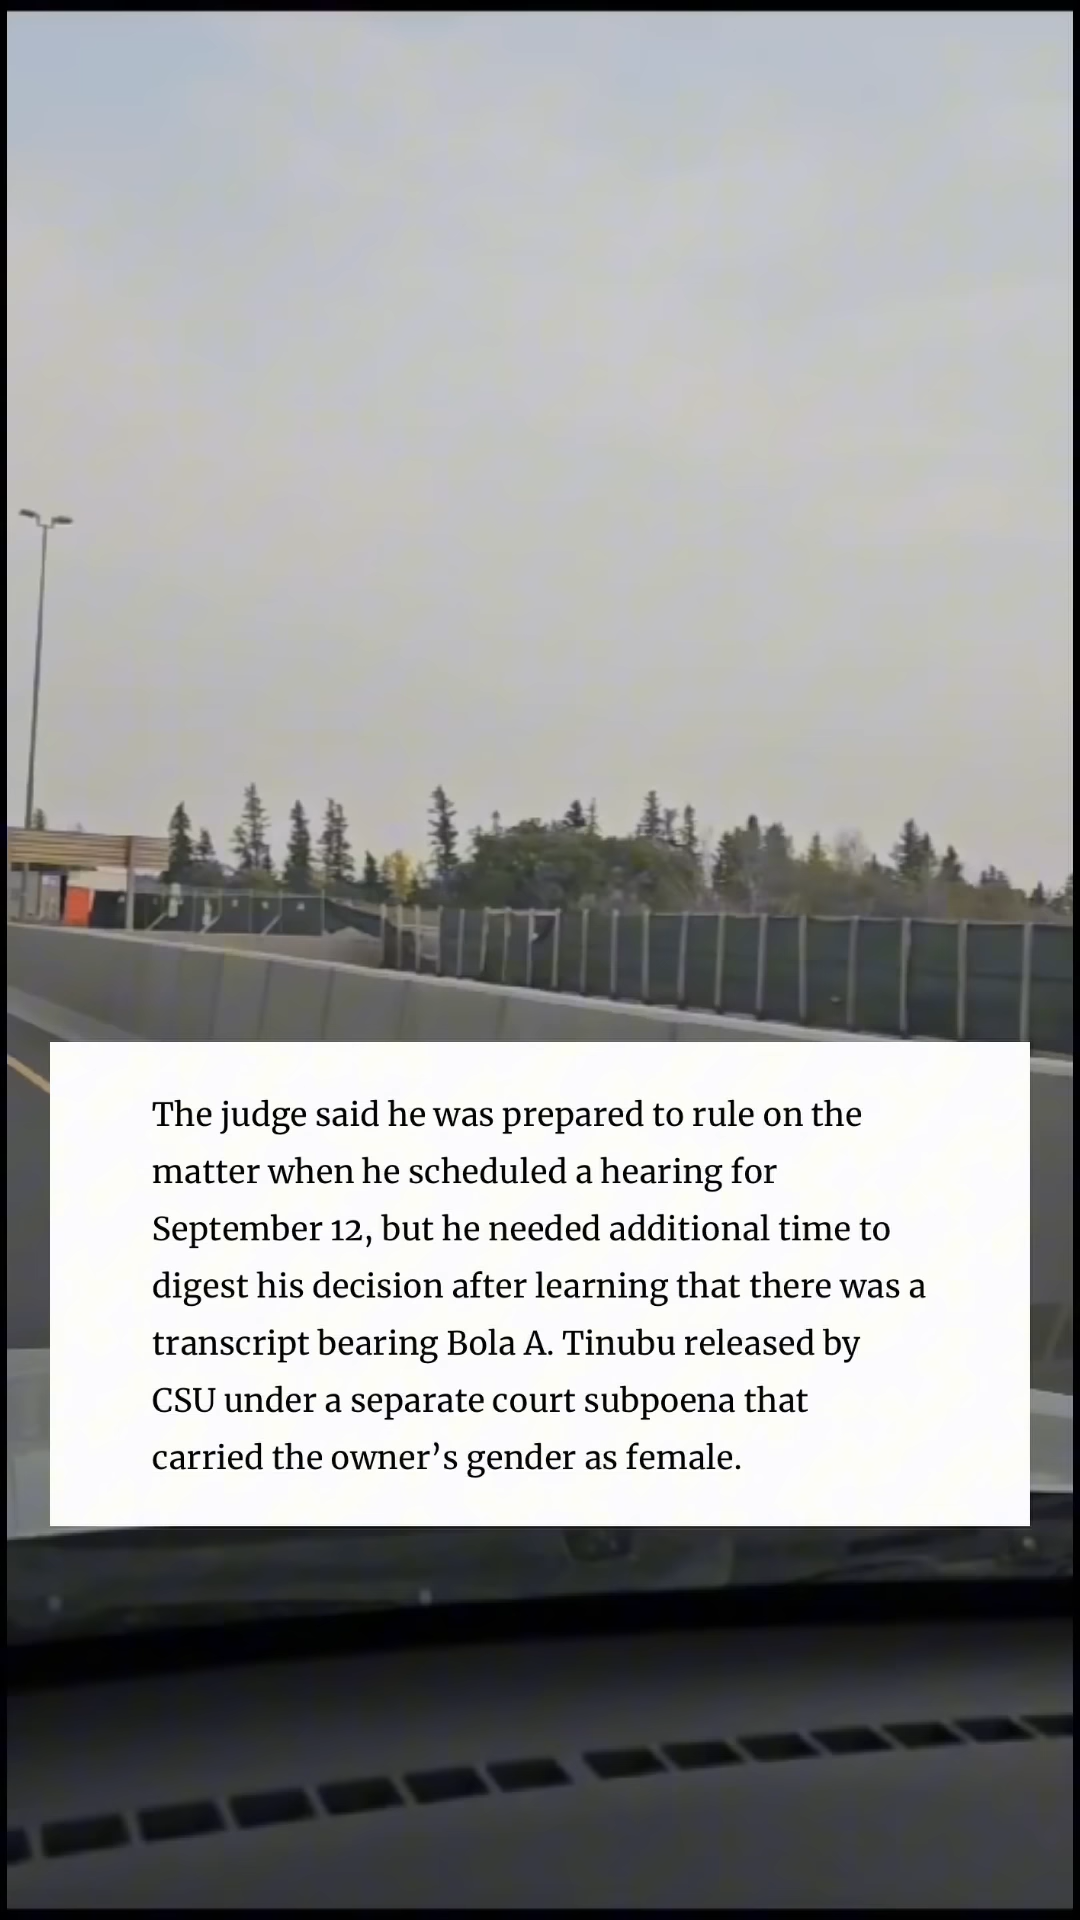 The judge said he was prepared to rule on the
matter when he scheduled a hearing for
September 12, but he needed additional time to
digest his decision after learning that there was a
transcript bearing Bola A. Tinubu released by
CSU under a separate court subpoena that
carried the owner’s gender as female.